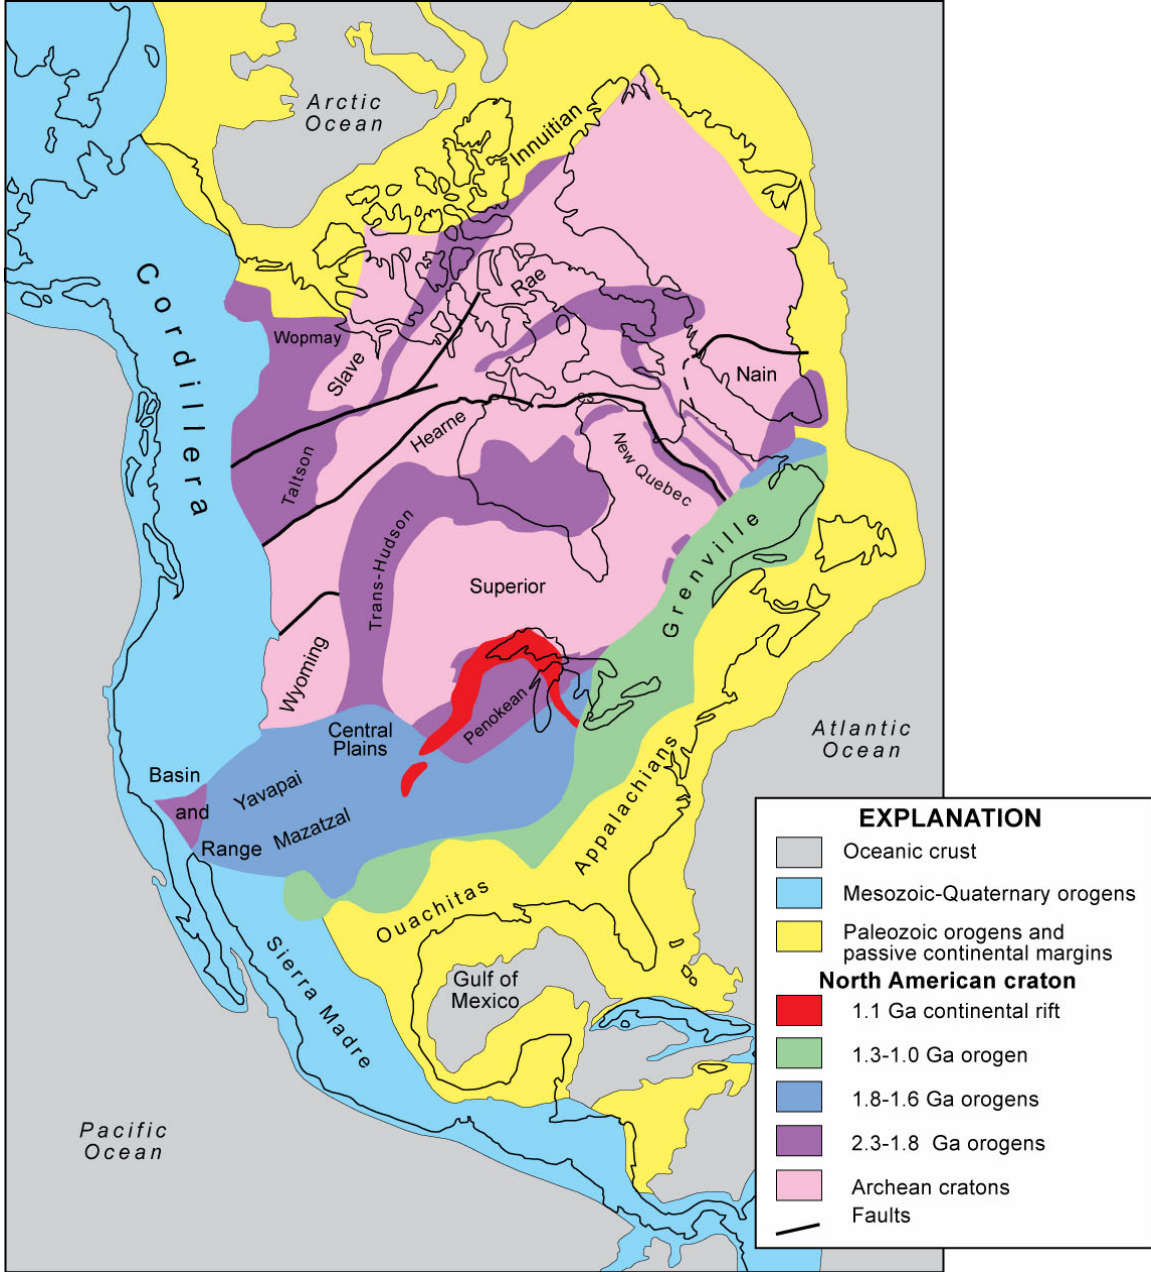 Arctic
Ocean
Innuitian
Cordillera
Rae
Wopmay
Slave
Nain
Hearne
Taltson
New Quebec
Trans-Hudson
Grenville
Superior
Wyoming
Penokean
Central
Plains
Atlantic
Ocean
Basin
and
Range
Yavapai
Mazatzal
Appalachians
Ouachitas
Sierra Madre
Gulf of
Mexico
Pacific
Ocean
EXPLANATION
Oceanic crust
Mesozoic-Quaternary orogens
Paleozoic orogens and
passive continental margins
North American craton
1.1 Ga continental rift
1.3-1.0 Ga orogen
1.8-1.6 Ga orogens
2.3-1.8 Ga orogens
Archean cratons
Faults